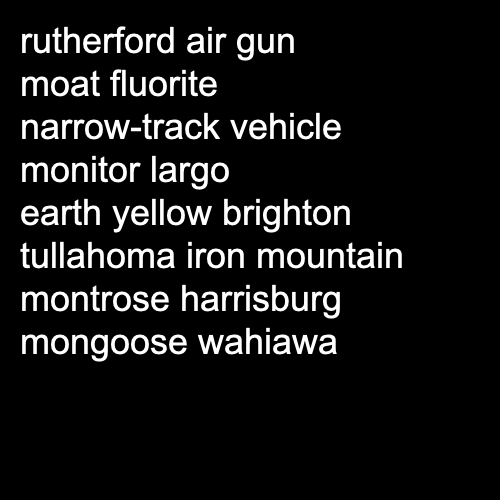 rutherford air gun
moat fluorite
narrow-track vehicle
monitor largo
earth yellow brighton
tullahoma iron mountain
montrose harrisburg
mongoose wahiawa